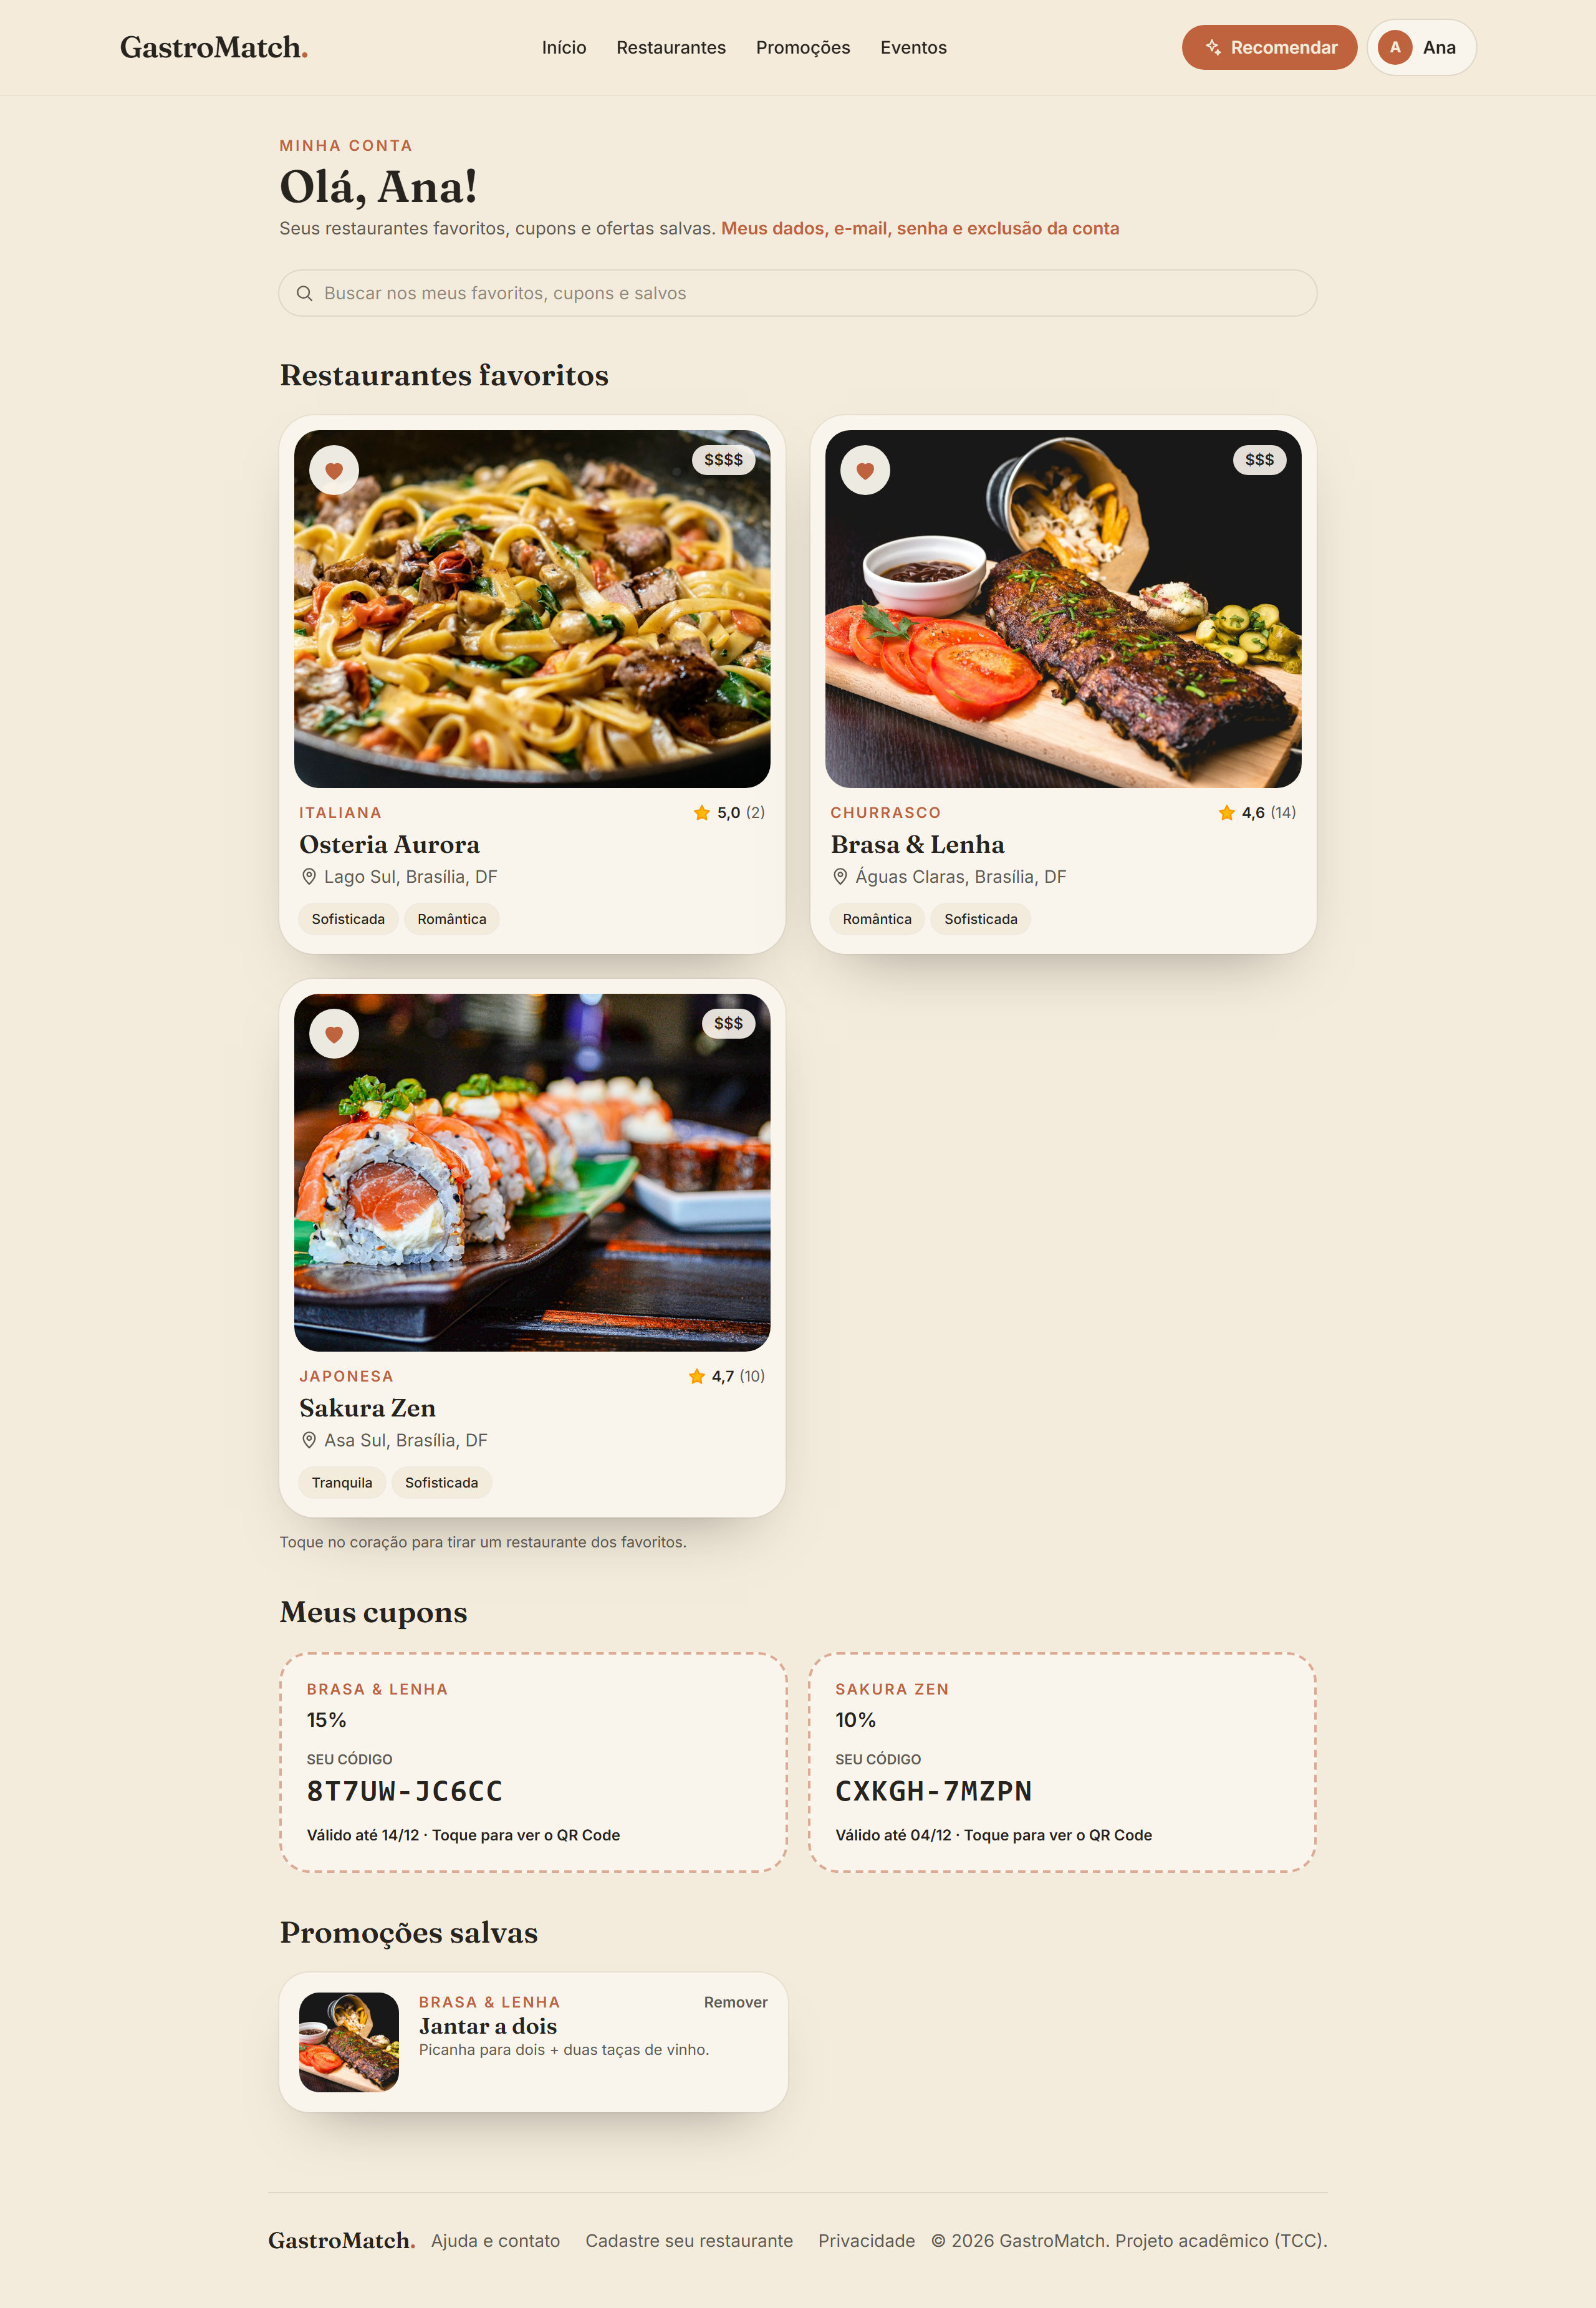 GastroMatch.
Início Restaurantes Promoções Eventos
Recomendar
A Ana
MINHA CONTA
Olá, Ana!
Seus restaurantes favoritos, cupons e ofertas salvas. Meus dados, e-mail, senha e exclusão da conta
Buscar nos meus favoritos, cupons e salvos
Restaurantes favoritos
$$$$
ITALIANA 5,0 (2)
Osteria Aurora
Lago Sul, Brasília, DF
Sofisticada Romântica
$$$
CHURRASCO 4,6 (14)
Brasa & Lenha
Águas Claras, Brasília, DF
Romântica Sofisticada
$$$
JAPONESA 4,7 (10)
Sakura Zen
Asa Sul, Brasília, DF
Tranquila Sofisticada
Toque no coração para tirar um restaurante dos favoritos.
Meus cupons
BRASA & LENHA
15%
SEU CÓDIGO
8T7UW-JC6CC
Válido até 14/12 · Toque para ver o QR Code
SAKURA ZEN
10%
SEU CÓDIGO
CXKGH-7MZPN
Válido até 04/12 · Toque para ver o QR Code
Promoções salvas
BRASA & LENHA Remover
Jantar a dois
Picanha para dois + duas taças de vinho.
GastroMatch. Ajuda e contato Cadastre seu restaurante Privacidade © 2026 GastroMatch. Projeto acadêmico (TCC).